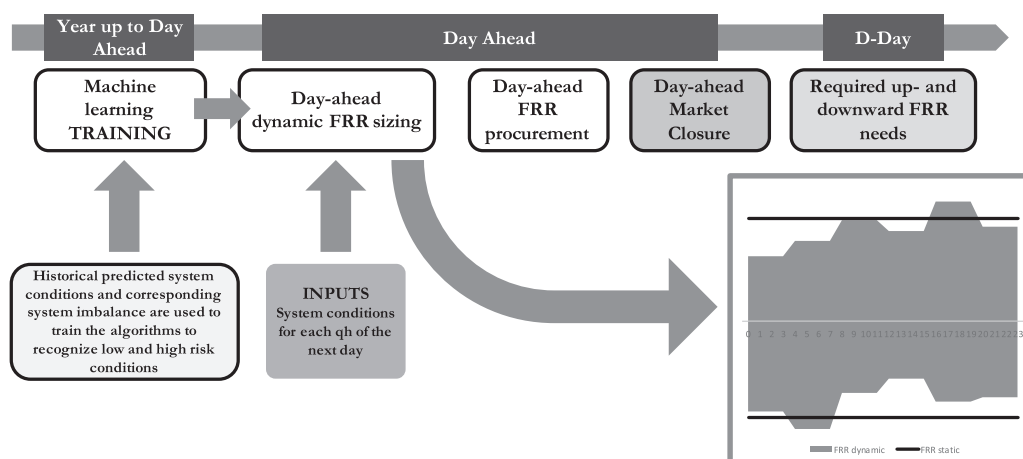 Year up to Day
Ahead
Day Ahead
D-Day
Machine
learning
TRAINING
Day-ahead
dynamic FRR sizing
Day-ahead
FRR
procurement
Day-ahead
Market
Closure
Required up- and
downward FRR
needs
Historical predicted system
conditions and corresponding
system imbalance are used to
train the algorithms to
recognize low and high risk
conditions
INPUTS
System conditions
for each qh of the
next day
0 1 2 3 4 5 6 7 8 9 10 11 12 13 14 15 16 17 18 19 20 21 22 23
FRR dynamic
FRR static